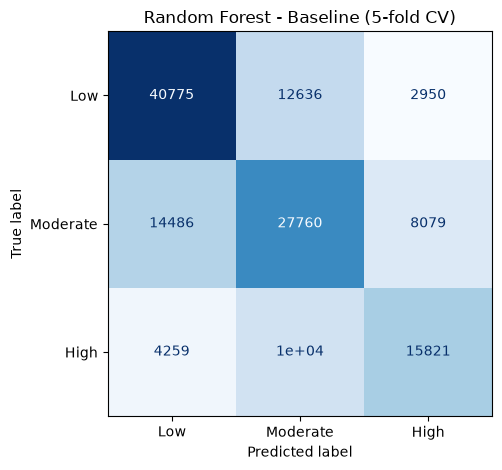 Random Forest - Baseline (5-fold CV)
True label
Low 40775 12636 2950
Moderate 14486 27760 8079
High 4259 1e+04 15821
Low Moderate High
Predicted label